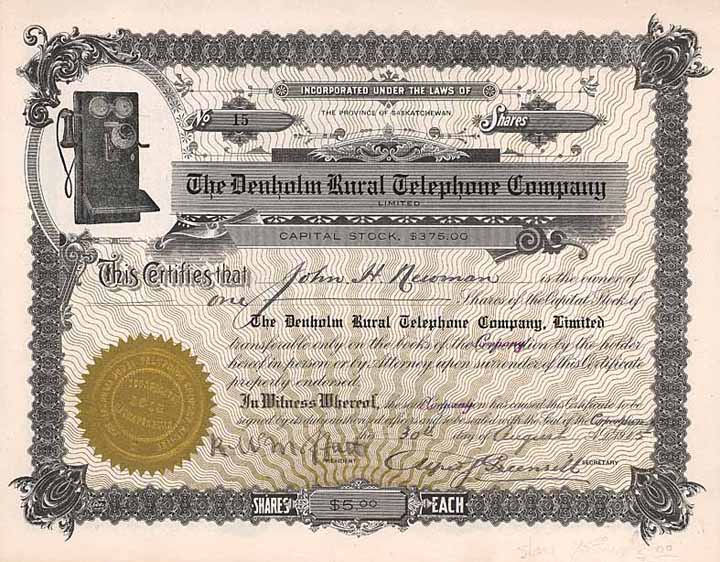 INCORPORATED UNDER THE LAWS OF
THE PROVINCE OF SASKATCHEWAN
No 15
Shares
The Denholm Rural Telephone Company
LIMITED
CAPITAL STOCK, $375.00
This Certifies that John H. Newman is the owner of
one Shares of the Capital Stock of
The Denholm Rural Telephone Company, Limited
transferable only on the books of the Company by the holder
hereof in person or by Attorney upon surrender of this Certificate
properly endorsed.
In Witness Whereof, the said Company has caused this Certificate to be
signed by its duly authorized officers and to be sealed with the Seal of the Corporation
this 30th day of August A.D. 1915
PRESIDENT
SECRETARY
SHARES $5.00 EACH